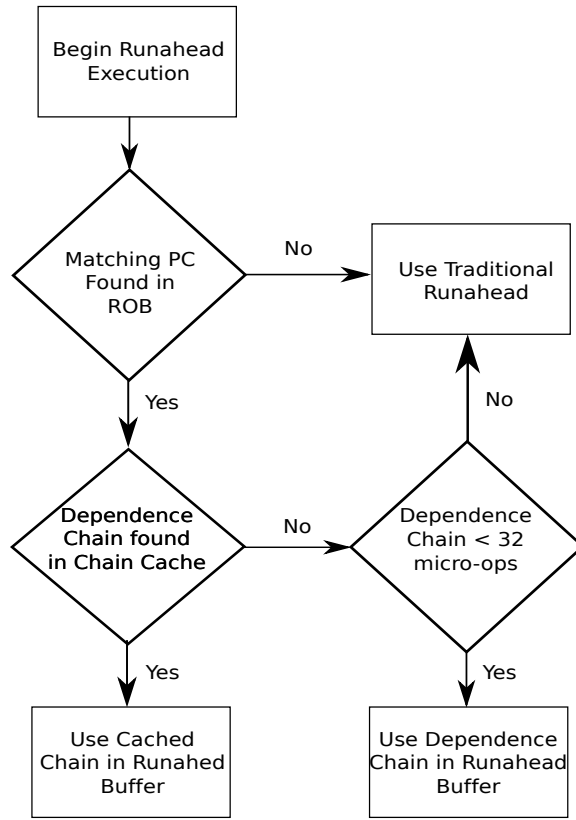 Begin Runahead
Execution
Matching PC
Found in
ROB
No
Use Traditional
Runahead
Yes
No
Dependence
Chain found
in Chain Cache
No
Dependence
Chain < 32
micro-ops
Yes
Yes
Use Cached
Chain in Runahed
Buffer
Use Dependence
Chain in Runahead
Buffer